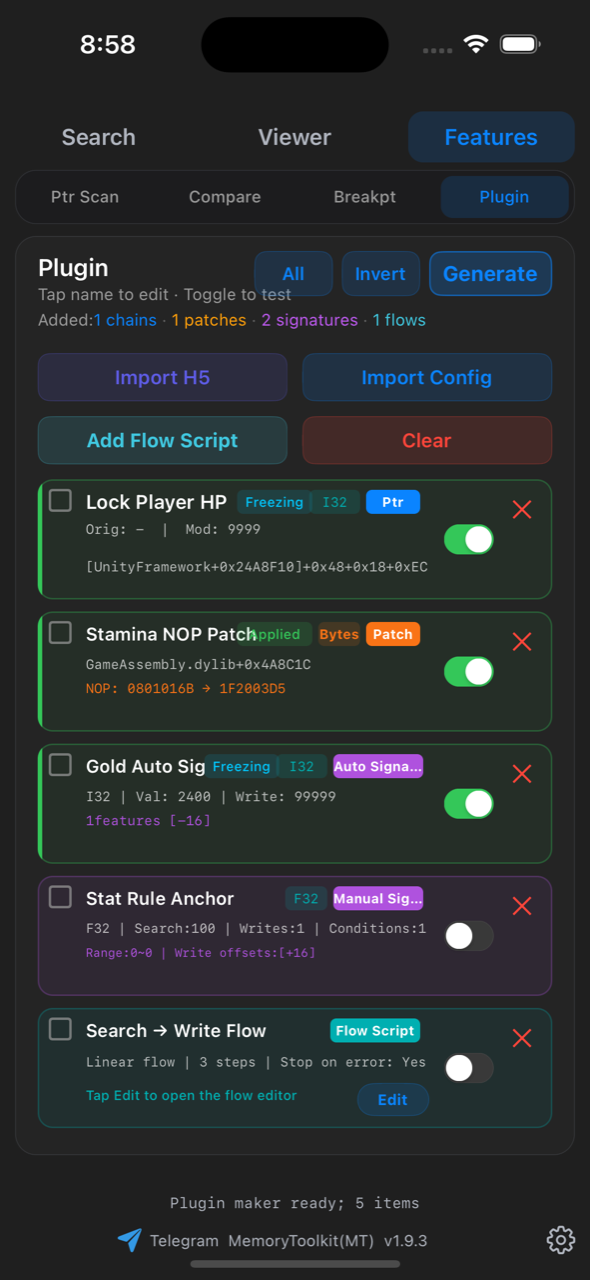 8:58
Search Viewer Features
Ptr Scan Compare Breakpt Plugin
Plugin All Invert Generate
Tap name to edit · Toggle to test
Added:1 chains · 1 patches · 2 signatures · 1 flows
Import H5 Import Config
Add Flow Script Clear
Lock Player HP Freezing I32 Ptr
Orig: — | Mod: 9999
[UnityFramework+0x24A8F10]+0x48+0x18+0xEC
Stamina NOP Patch Applied Bytes Patch
GameAssembly.dylib+0x4A8C1C
NOP: 0801016B → 1F2003D5
Gold Auto Sig Freezing I32 Auto Signa...
I32 | Val: 2400 | Write: 99999
1features [−16]
Stat Rule Anchor F32 Manual Sig...
F32 | Search:100 | Writes:1 | Conditions:1
Range:0~0 | Write offsets:[+16]
Search → Write Flow Flow Script
Linear flow | 3 steps | Stop on error: Yes
Tap Edit to open the flow editor Edit
Plugin maker ready; 5 items
Telegram MemoryToolkit(MT) v1.9.3